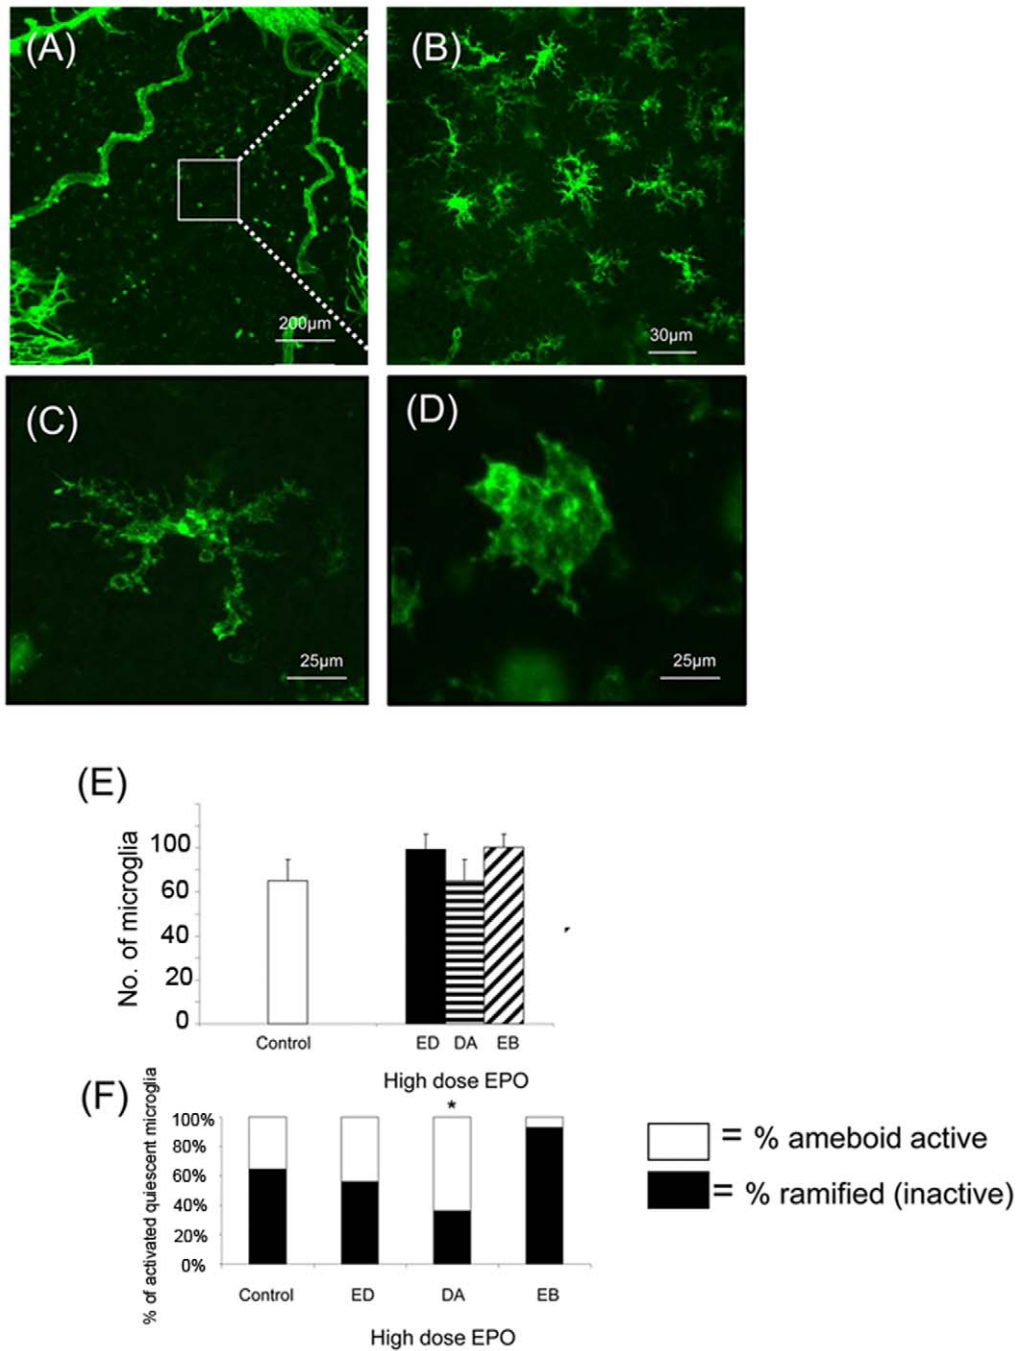 (A)
200µm
(B)
30µm
(C)
25µm
(D)
25µm
(E)
No. of microglia
100
60
40
20
0
Control
ED DA EB
High dose EPO
(F)
% of activated quiescent microglia
100%
80%
60%
40%
20%
0%
*
Control ED DA EB
High dose EPO
= % ameboid active
= % ramified (inactive)